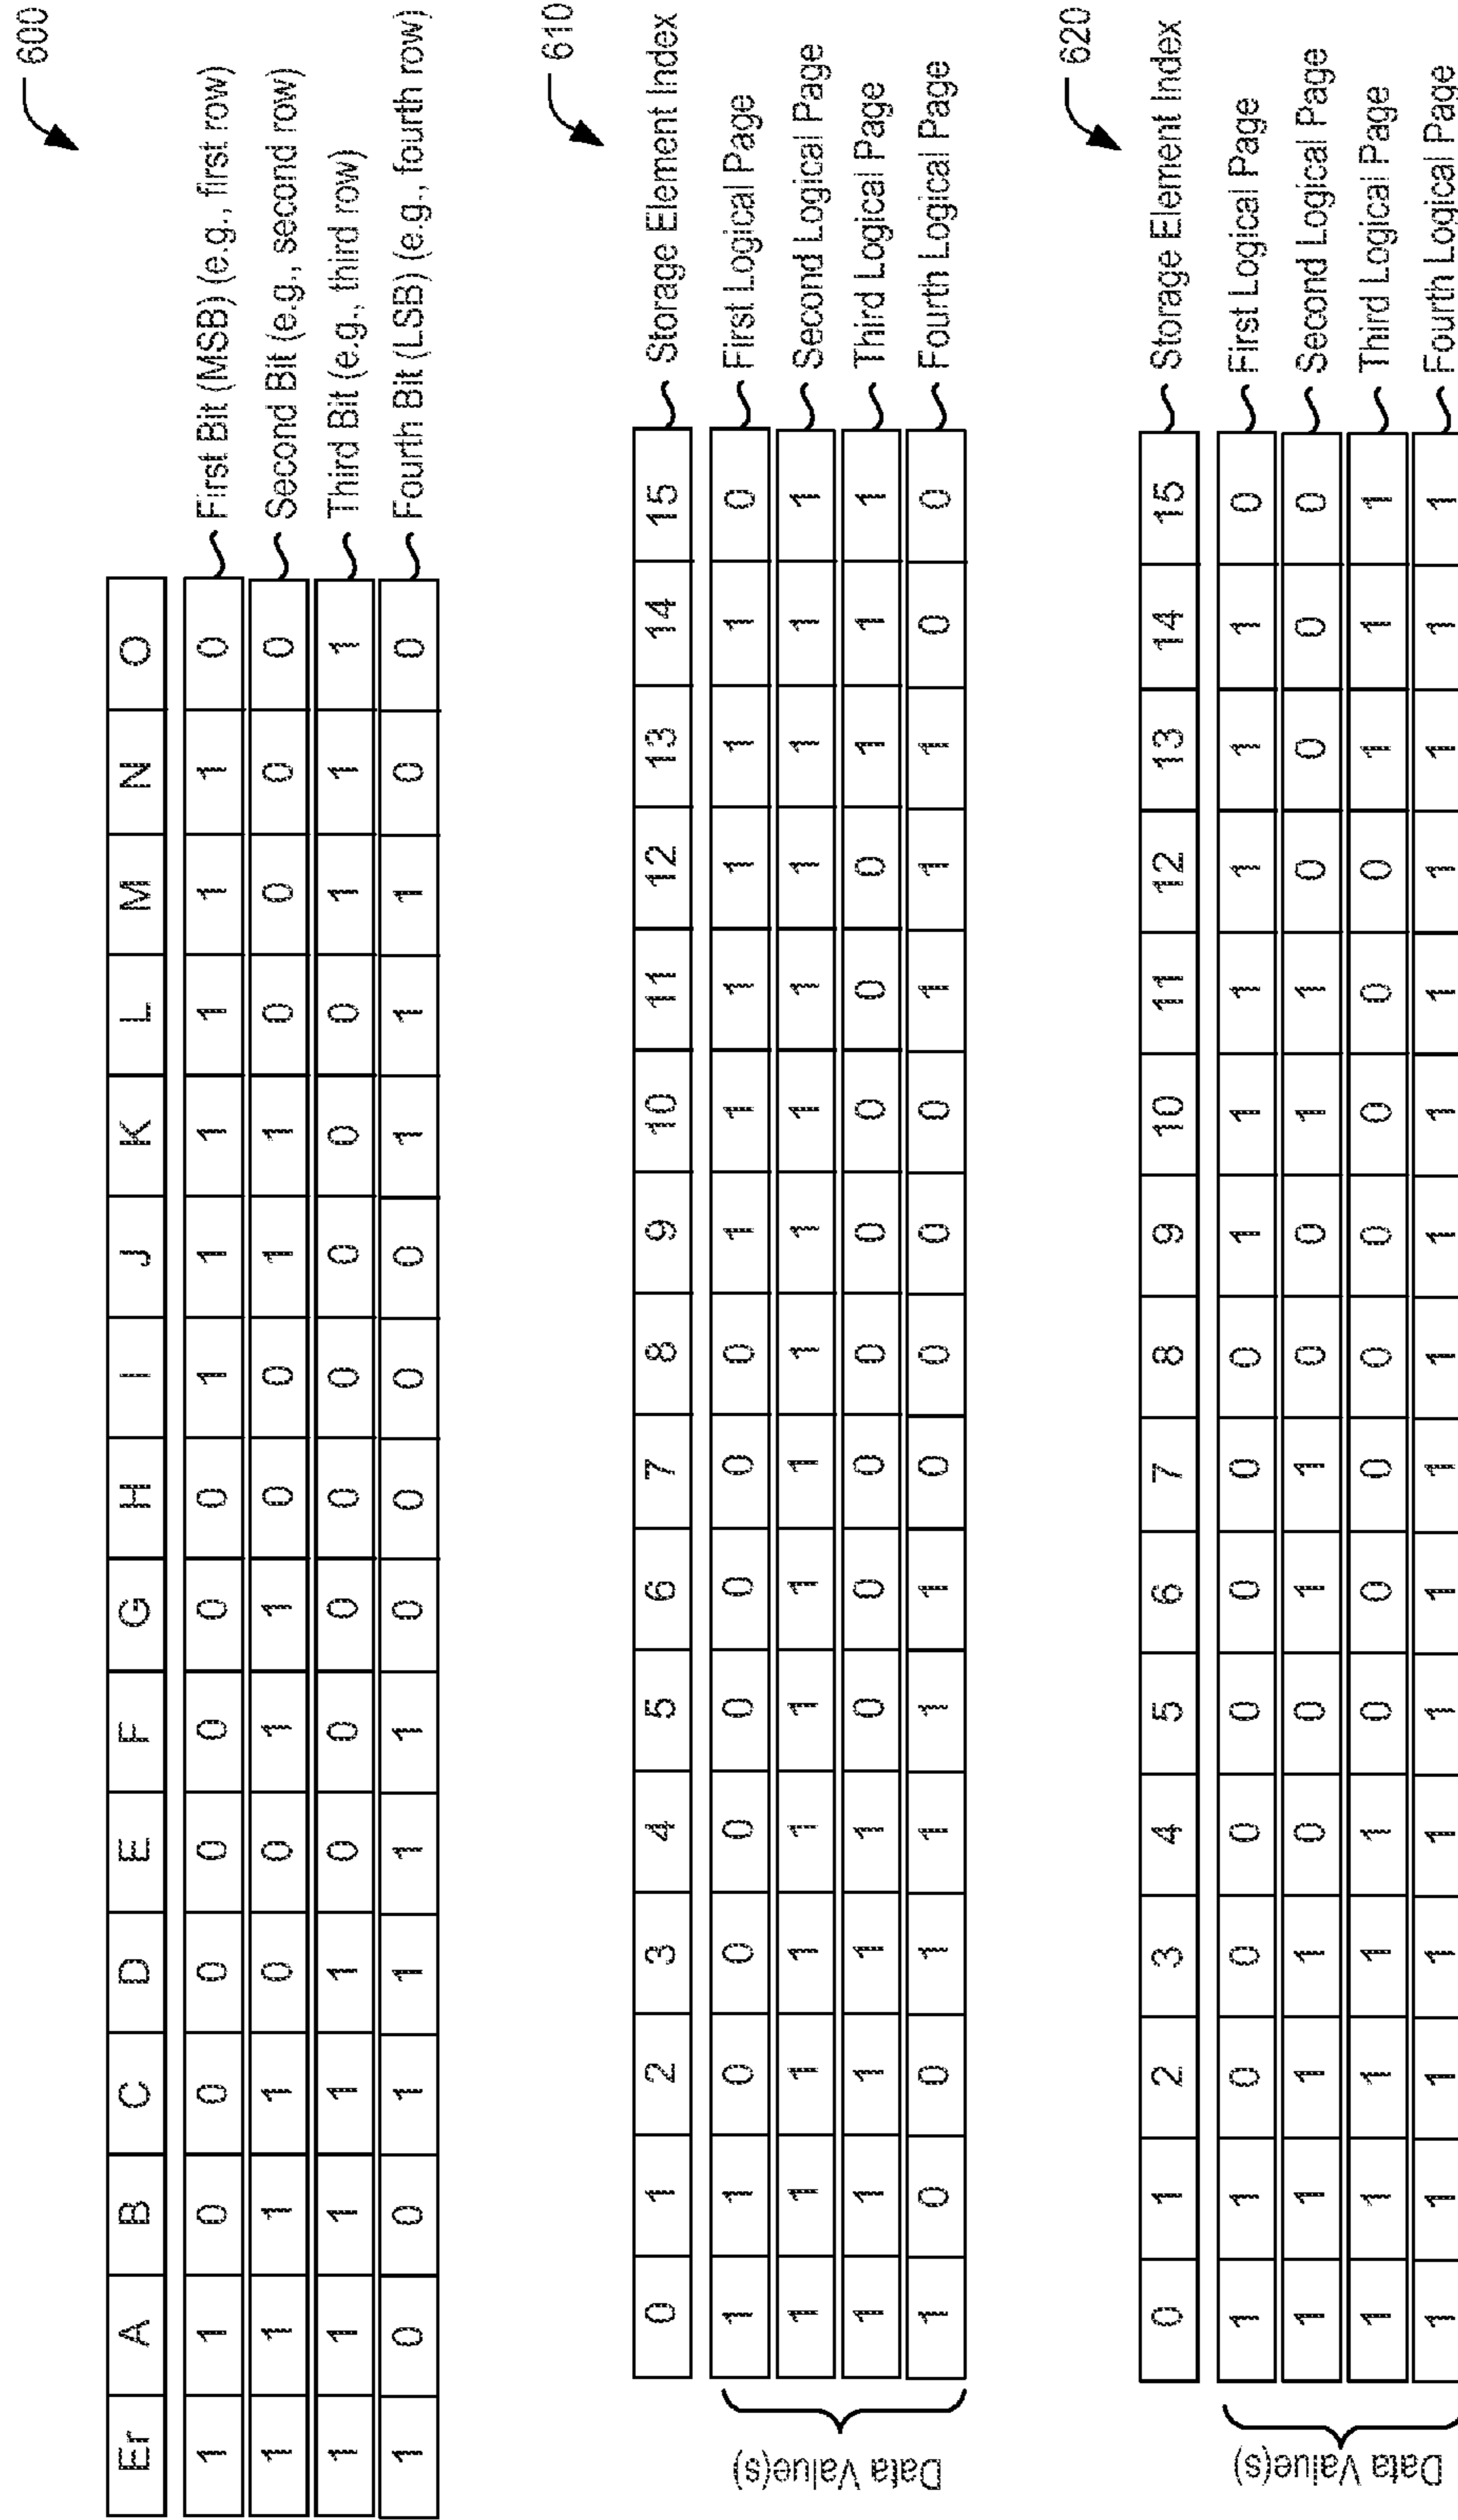 600
Er A B C D E F G H I J K L M N O
1 1 0 0 0 0 0 0 0 1 1 1 1 1 1 0 First Bit (MSB) (e.g., first row)
1 1 1 1 0 0 1 1 0 0 1 1 0 0 0 0 Second Bit (e.g., second row)
1 1 1 1 1 0 0 0 0 0 0 0 0 1 1 1 Third Bit (e.g., third row)
1 0 0 1 1 1 1 0 0 0 0 1 1 1 0 0 Fourth Bit (LSB) (e.g., fourth row)
610
0 1 2 3 4 5 6 7 8 9 10 11 12 13 14 15 Storage Element Index
1 1 0 0 0 0 0 0 0 1 1 1 1 1 1 0 First Logical Page
1 1 1 1 1 1 1 1 1 1 1 1 1 1 1 1 Second Logical Page
1 1 1 1 1 0 0 0 0 0 0 0 0 1 1 1 Third Logical Page
1 0 0 1 1 1 1 0 0 0 0 1 1 1 0 0 Fourth Logical Page
Data Value(s)
620
0 1 2 3 4 5 6 7 8 9 10 11 12 13 14 15 Storage Element Index
1 1 0 0 0 0 0 0 0 1 1 1 1 1 1 0 First Logical Page
1 1 1 1 0 0 1 1 0 0 1 1 0 0 0 0 Second Logical Page
1 1 1 1 1 0 0 0 0 0 0 0 0 1 1 1 Third Logical Page
1 1 1 1 1 1 1 1 1 1 1 1 1 1 1 1 Fourth Logical Page
Data Value(s)